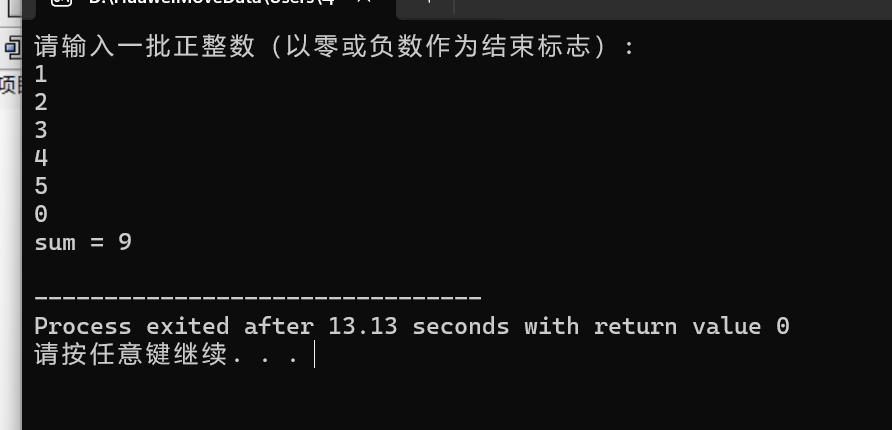 请输入一批正整数（以零或负数作为结束标志）:
1
2
3
4
5
0
sum = 9
--------------------------------
Process exited after 13.13 seconds with return value 0
请按任意键继续. . .